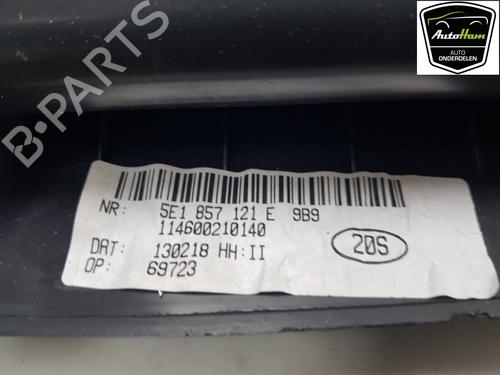 AutoHam
AUTO
ONDERDELEN
B-PARTS
NR: 5E1 857 121 E 9B9
114600210140
DAT: 130218 HH:II
OP: 69723
20S